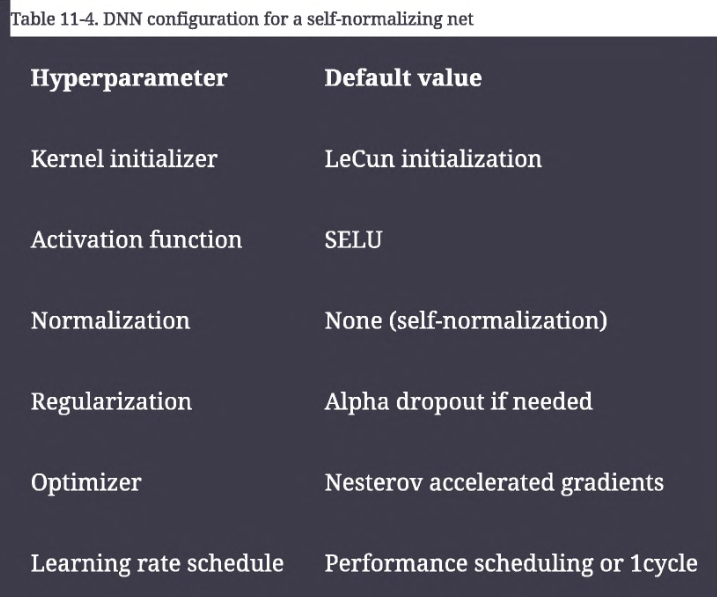 Table 11-4. DNN configuration for a self-normalizing net
Hyperparameter Default value
Kernel initializer LeCun initialization
Activation function SELU
Normalization None (self-normalization)
Regularization Alpha dropout if needed
Optimizer Nesterov accelerated gradients
Learning rate schedule Performance scheduling or 1cycle